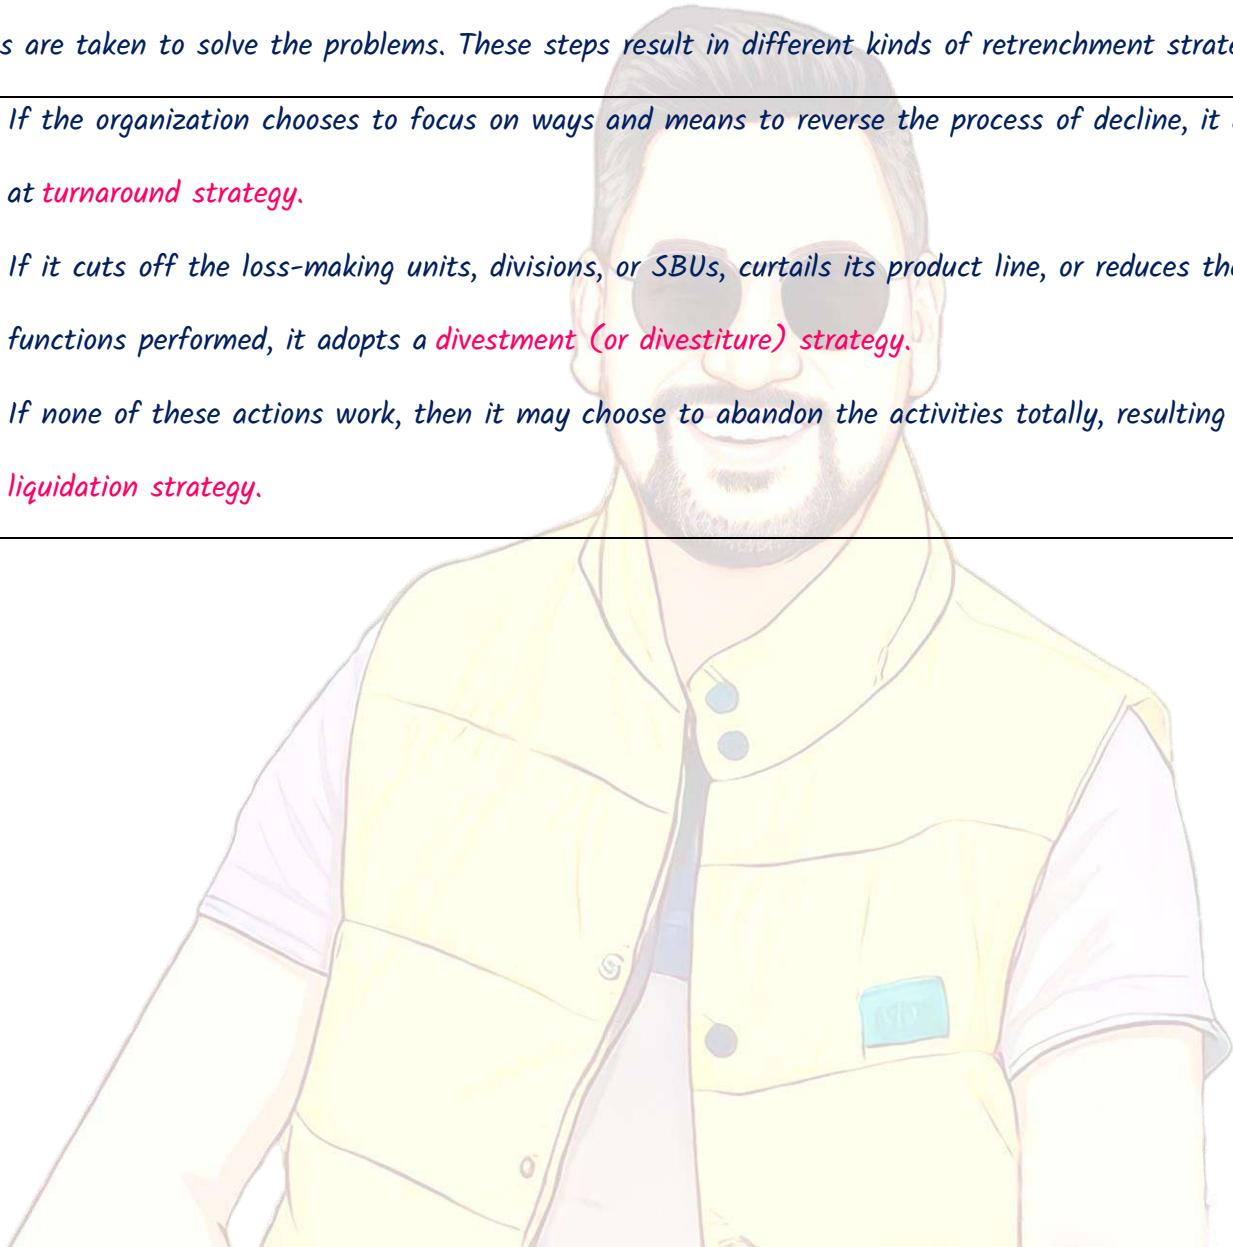 s are taken to solve the problems. These steps result in different kinds of retrenchment strate
If the organization chooses to focus on ways and means to reverse the process of decline, it
at turnaround strategy.
If it cuts off the loss-making units, divisions, or SBUs, curtails its product line, or reduces the
functions performed, it adopts a divestment (or divestiture) strategy.
If none of these actions work, then it may choose to abandon the activities totally, resulting
liquidation strategy.